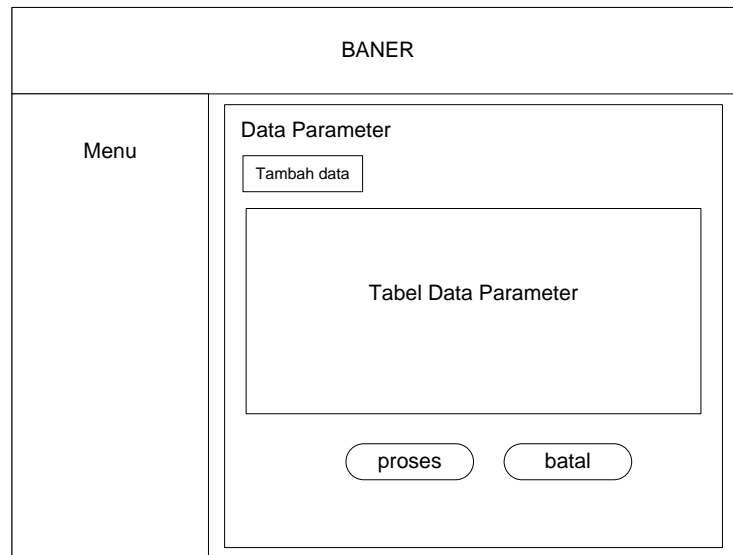 BANER
Menu
Data Parameter
Tambah data
Tabel Data Parameter
proses
batal